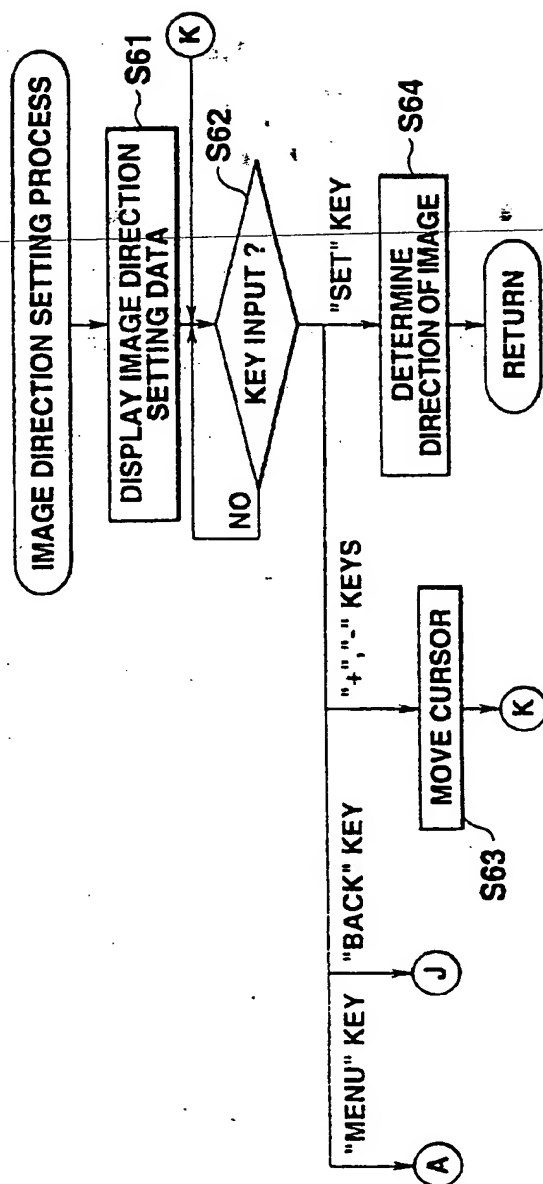 IMAGE DIRECTION SETTING PROCESS
DISPLAY IMAGE DIRECTION
SETTING DATA
S61
K
S62
KEY INPUT ?
NO
"MENU" KEY
"BACK" KEY
"+","-" KEYS
"SET" KEY
A
J
MOVE CURSOR
S63
K
DETERMINE
DIRECTION OF IMAGE
S64
RETURN